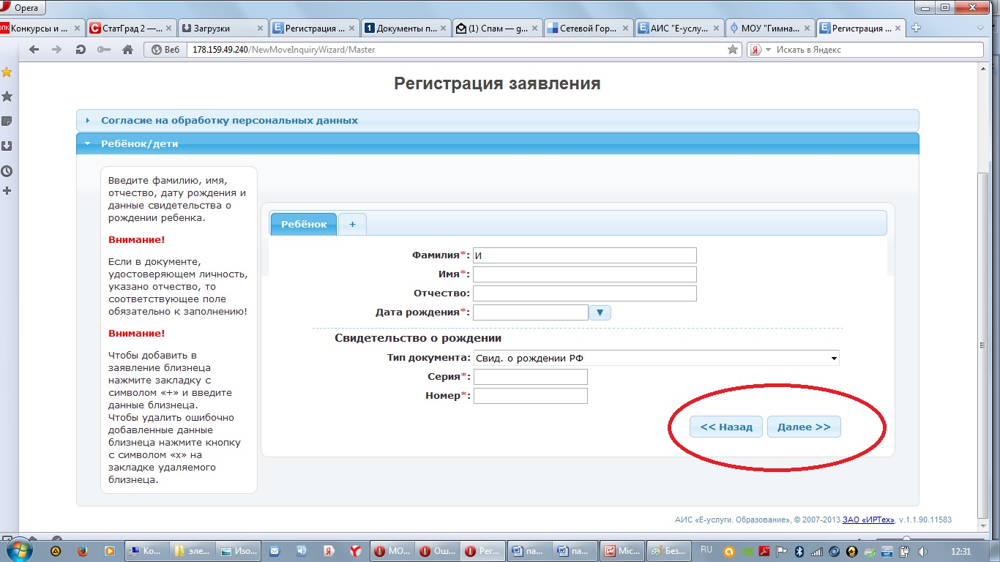 Opera
Конкурсы и ...
СтатГрад 2 — ...
Загрузки
Регистрация ...
Документы п...
(1) Спам — g...
Сетевой Гор...
АИС "Е-услу...
МОУ "Гимна...
Регистрация ...
Веб 178.159.49.240/NewMoveInquiryWizard/Master
Искать в Яндекс
Регистрация заявления
Согласие на обработку персональных данных
Ребёнок/дети
Введите фамилию, имя,
отчество, дату рождения и
данные свидетельства о
рождении ребенка.
Внимание!
Если в документе,
удостоверяющем личность,
указано отчество, то
соответствующее поле
обязательно к заполнению!
Внимание!
Чтобы добавить в
заявление близнеца
нажмите закладку с
символом «+» и введите
данные близнеца.
Чтобы удалить ошибочно
добавленные данные
близнеца нажмите кнопку
с символом «x» на
закладке удаляемого
близнеца.
Ребёнок +
Фамилия*: И
Имя*:
Отчество:
Дата рождения*:
Свидетельство о рождении
Тип документа: Свид. о рождении РФ
Серия*:
Номер*:
<< Назад Далее >>
АИС «Е-услуги. Образование», © 2007-2013 ЗАО «ИРТех», v.1.1.90.11583
Ко... эле... Изо... МО... Ош... Рег... па... па... Mic... Без... RU 12:31